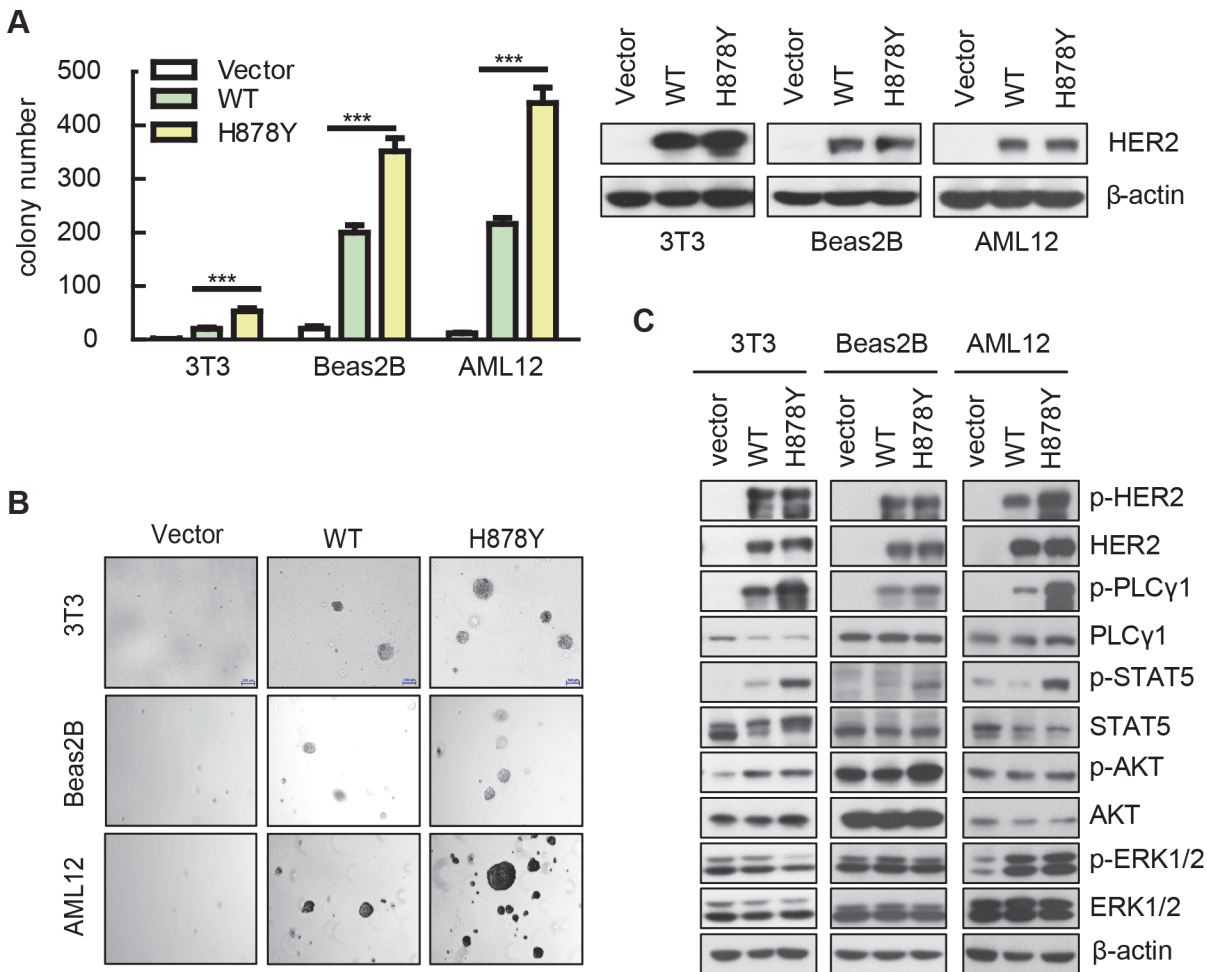 A
500
400
300
200
100
0
colony number
Vector
WT
H878Y
***
***
***
3T3
Beas2B
AML12
Vector
WT
H878Y
Vector
WT
H878Y
Vector
WT
H878Y
HER2
β-actin
3T3
Beas2B
AML12
B
Vector
WT
H878Y
3T3
Beas2B
AML12
C
3T3
Beas2B
AML12
vector
WT
H878Y
vector
WT
H878Y
vector
WT
H878Y
p-HER2
HER2
p-PLCγ1
PLCγ1
p-STAT5
STAT5
p-AKT
AKT
p-ERK1/2
ERK1/2
β-actin